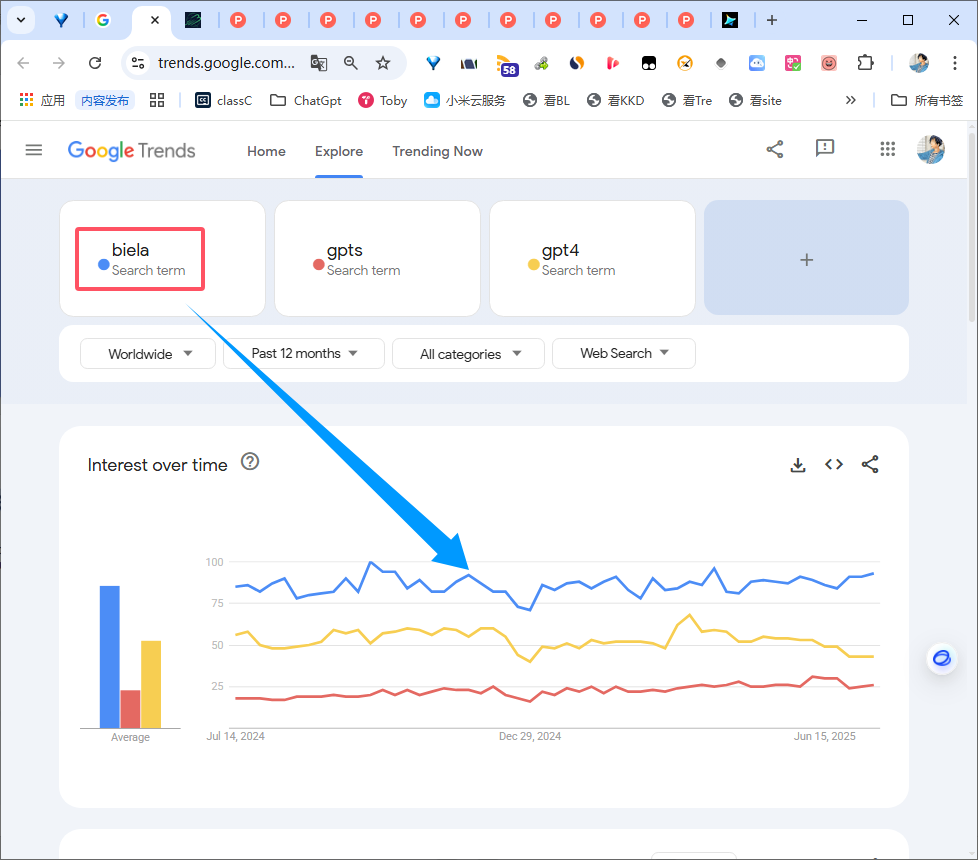 trends.google.com...
58
应用
内容发布
classC
ChatGpt
Toby
小米云服务
看BL
看KKD
看Tre
看site
所有书签
Google Trends
Home
Explore
Trending Now
biela
Search term
gpts
Search term
gpt4
Search term
+
Worldwide
Past 12 months
All categories
Web Search
Interest over time
100
75
50
25
Average
Jul 14, 2024
Dec 29, 2024
Jun 15, 2025